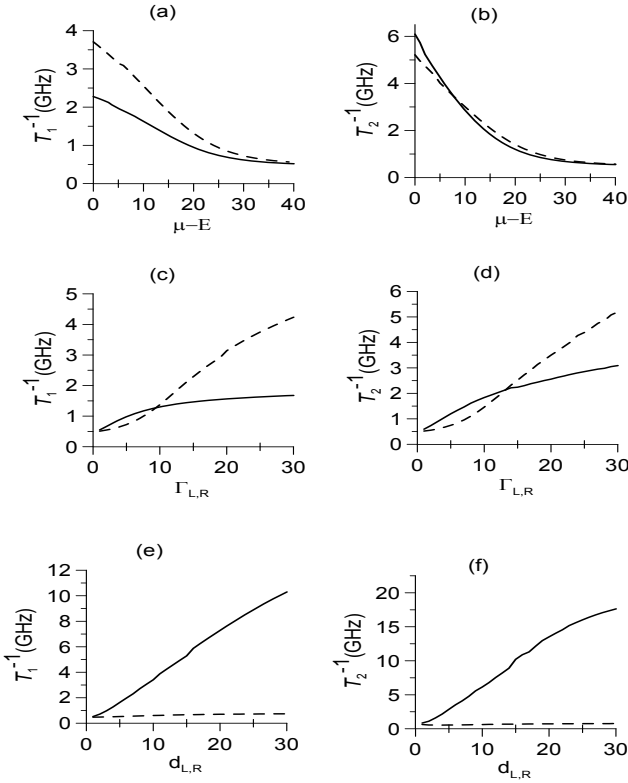 (a) (b)
T₁⁻¹(GHz) T₂⁻¹(GHz)
4 3 2 1 0
6 4 2 0
0 10 20 30 40 0 10 20 30 40
μ−E μ−E
(c) (d)
T₁⁻¹(GHz) T₂⁻¹(GHz)
5 4 3 2 1 0
6 5 4 3 2 1 0
0 10 20 30 0 10 20 30
Γ_L,R Γ_L,R
(e) (f)
T₁⁻¹(GHz) T₂⁻¹(GHz)
12 10 8 6 4 2 0
20 15 10 5 0
0 10 20 30 0 10 20 30
d_L,R d_L,R